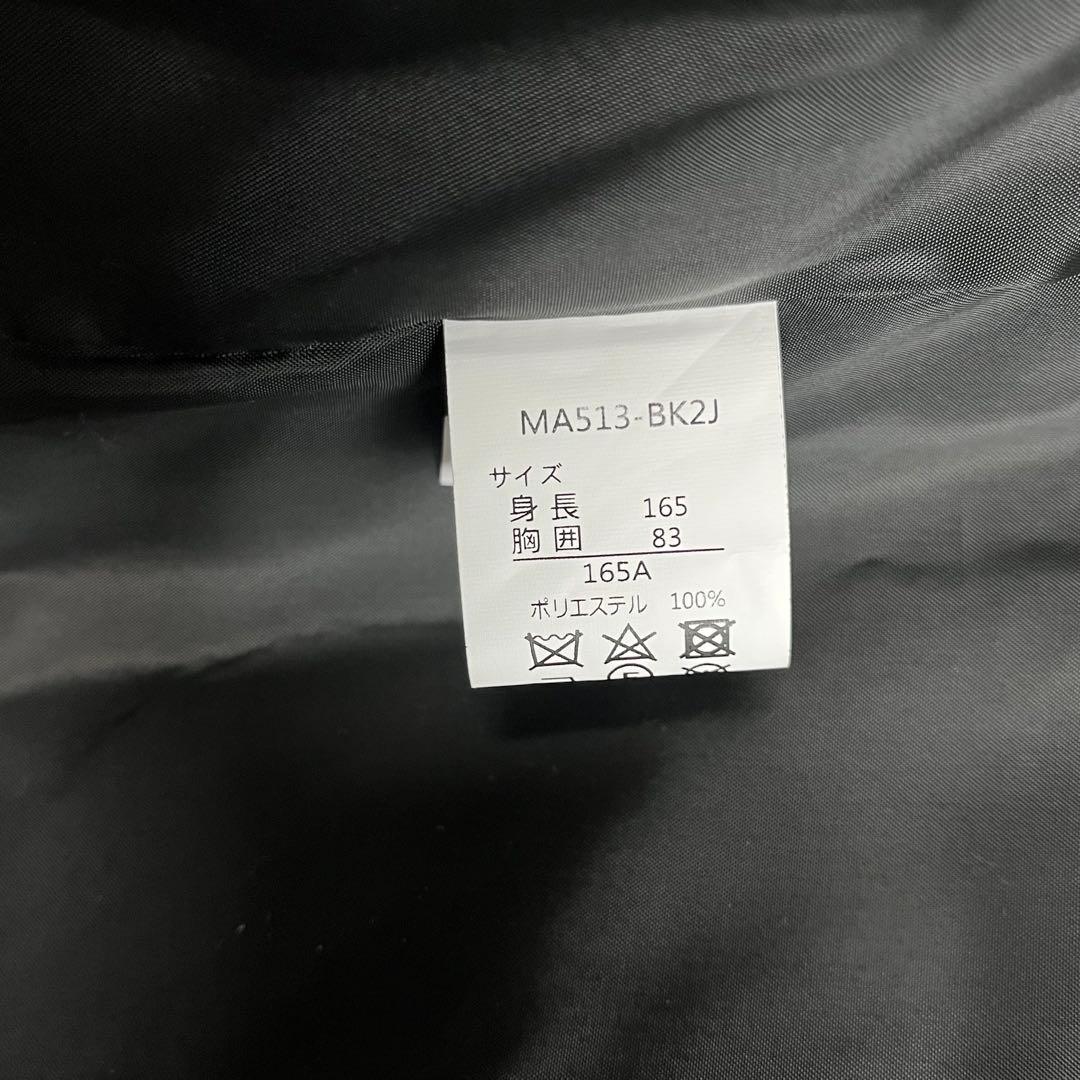 MA513-BK2J
サイズ
身長 165
胸囲 83
165A
ポリエステル 100%